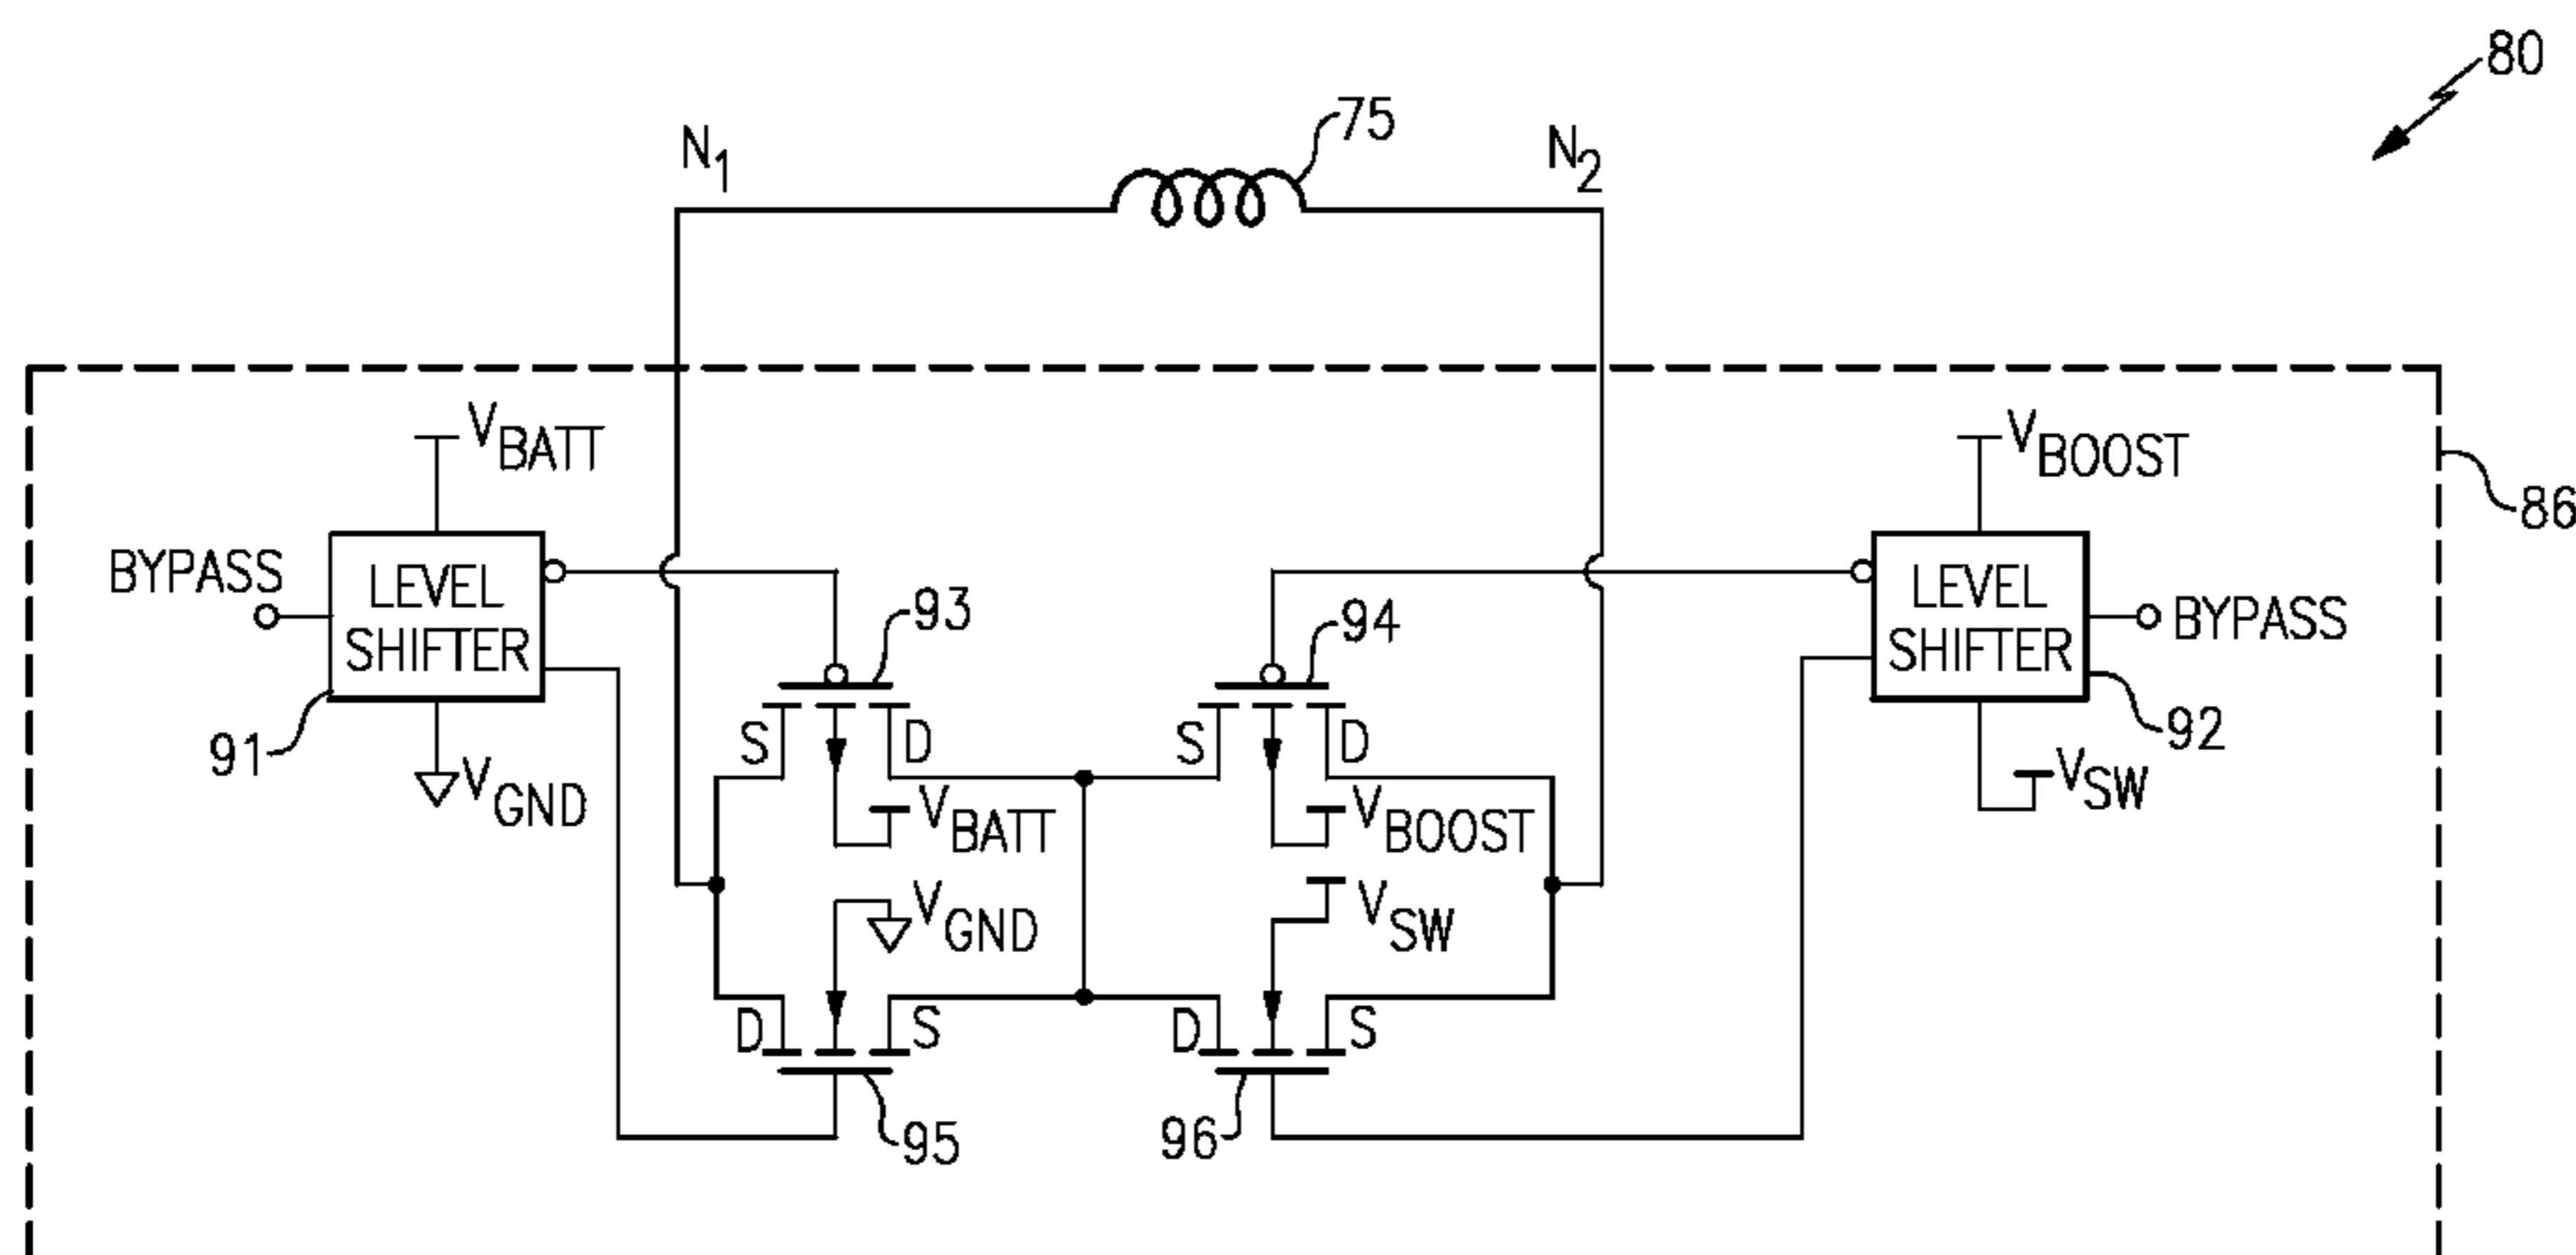 80
75
N1
N2
VBATT
VBOOST
86
BYPASS
LEVEL
SHIFTER
LEVEL
SHIFTER
BYPASS
93
94
91
VGND
S
D
S
D
92
VSW
VBATT
VBOOST
VGND
VSW
D
S
D
S
95
96